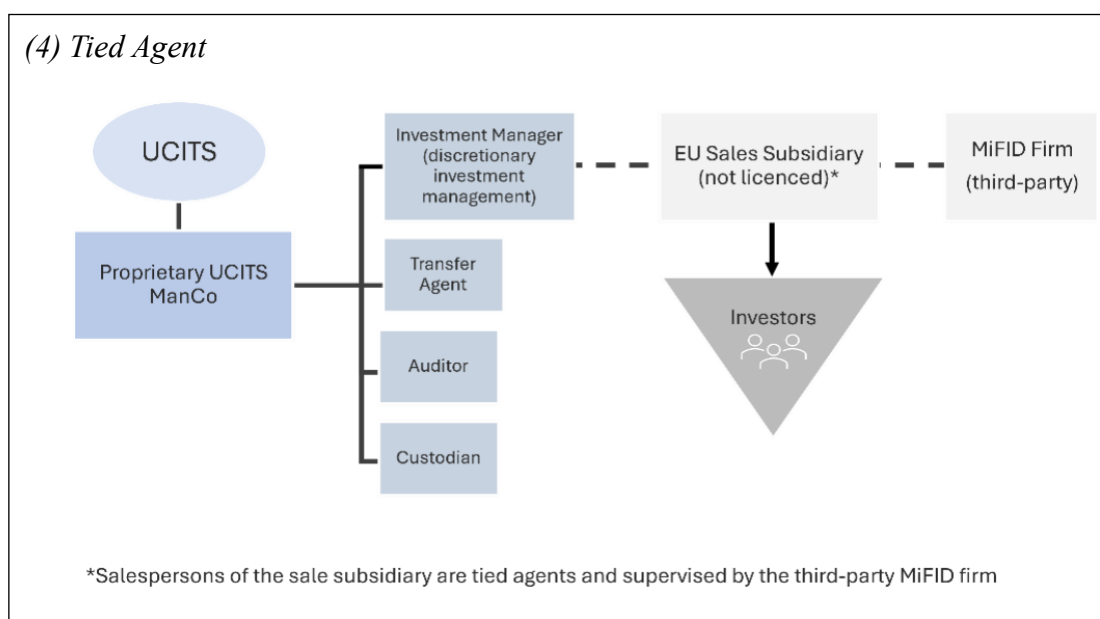 (4) Tied Agent
UCITS
Proprietary UCITS
ManCo
Investment Manager
(discretionary
investment
management)
Transfer
Agent
Auditor
Custodian
EU Sales Subsidiary
(not licenced)*
MiFID Firm
(third-party)
Investors
*Salespersons of the sale subsidiary are tied agents and supervised by the third-party MiFID firm